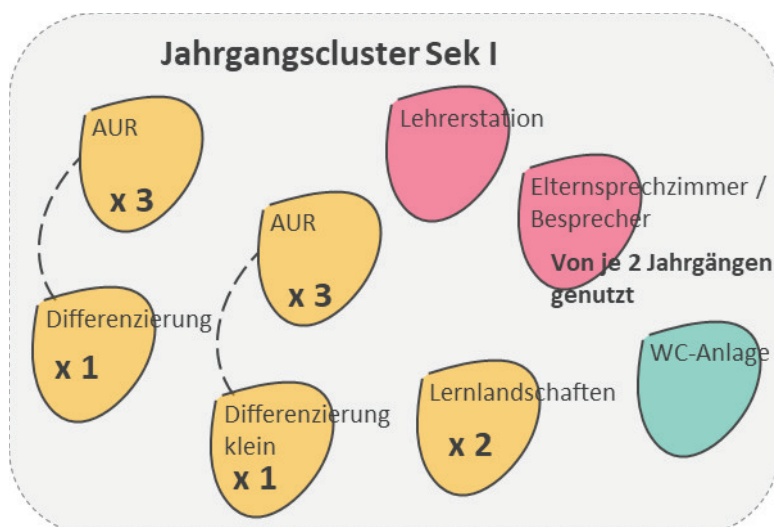 Jahrgangscluster Sek I
AUR
x 3
Lehrerstation
Elternsprechzimmer /
Besprecher
Von je 2 Jahrgängen
genutzt
AUR
x 3
Differenzierung
x 1
WC-Anlage
Lernlandschaften
x 2
Differenzierung
klein
x 1